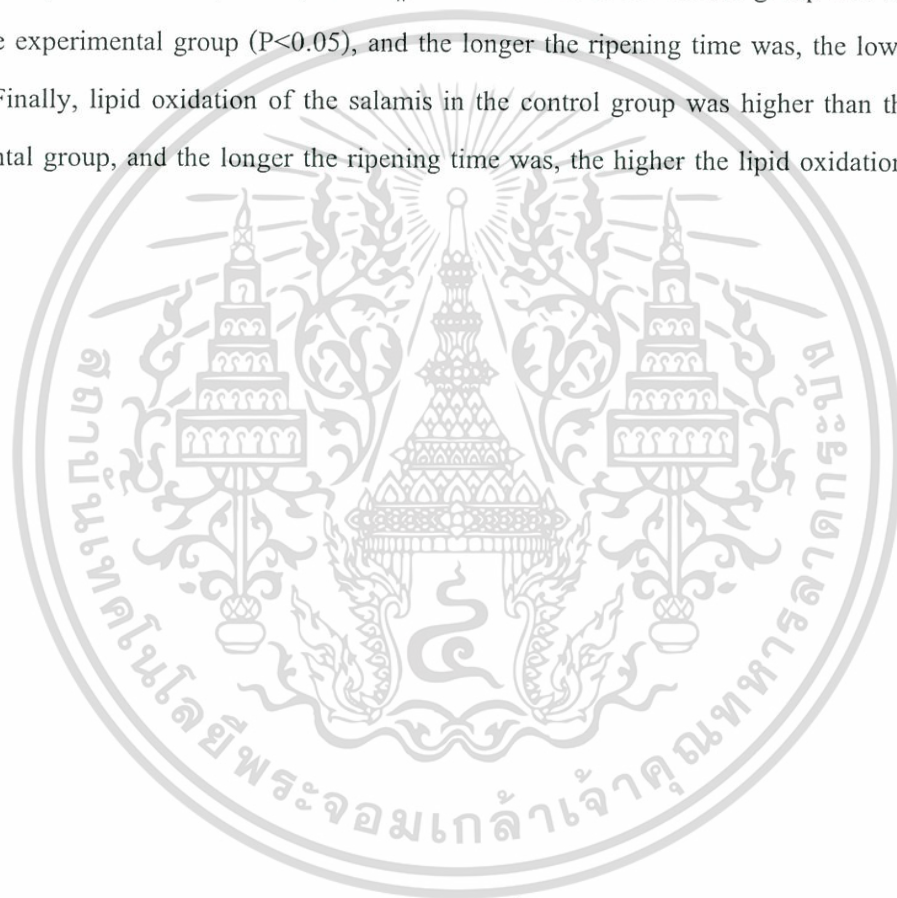 e experimental group (P<0.05), and the longer the ripening time was, the low
Finally, lipid oxidation of the salamis in the control group was higher than th
ntal group, and the longer the ripening time was, the higher the lipid oxidation
สถาบันเทคโนโลยีพระจอมเกล้าเจ้าคุณทหารลาดกระบัง
๔